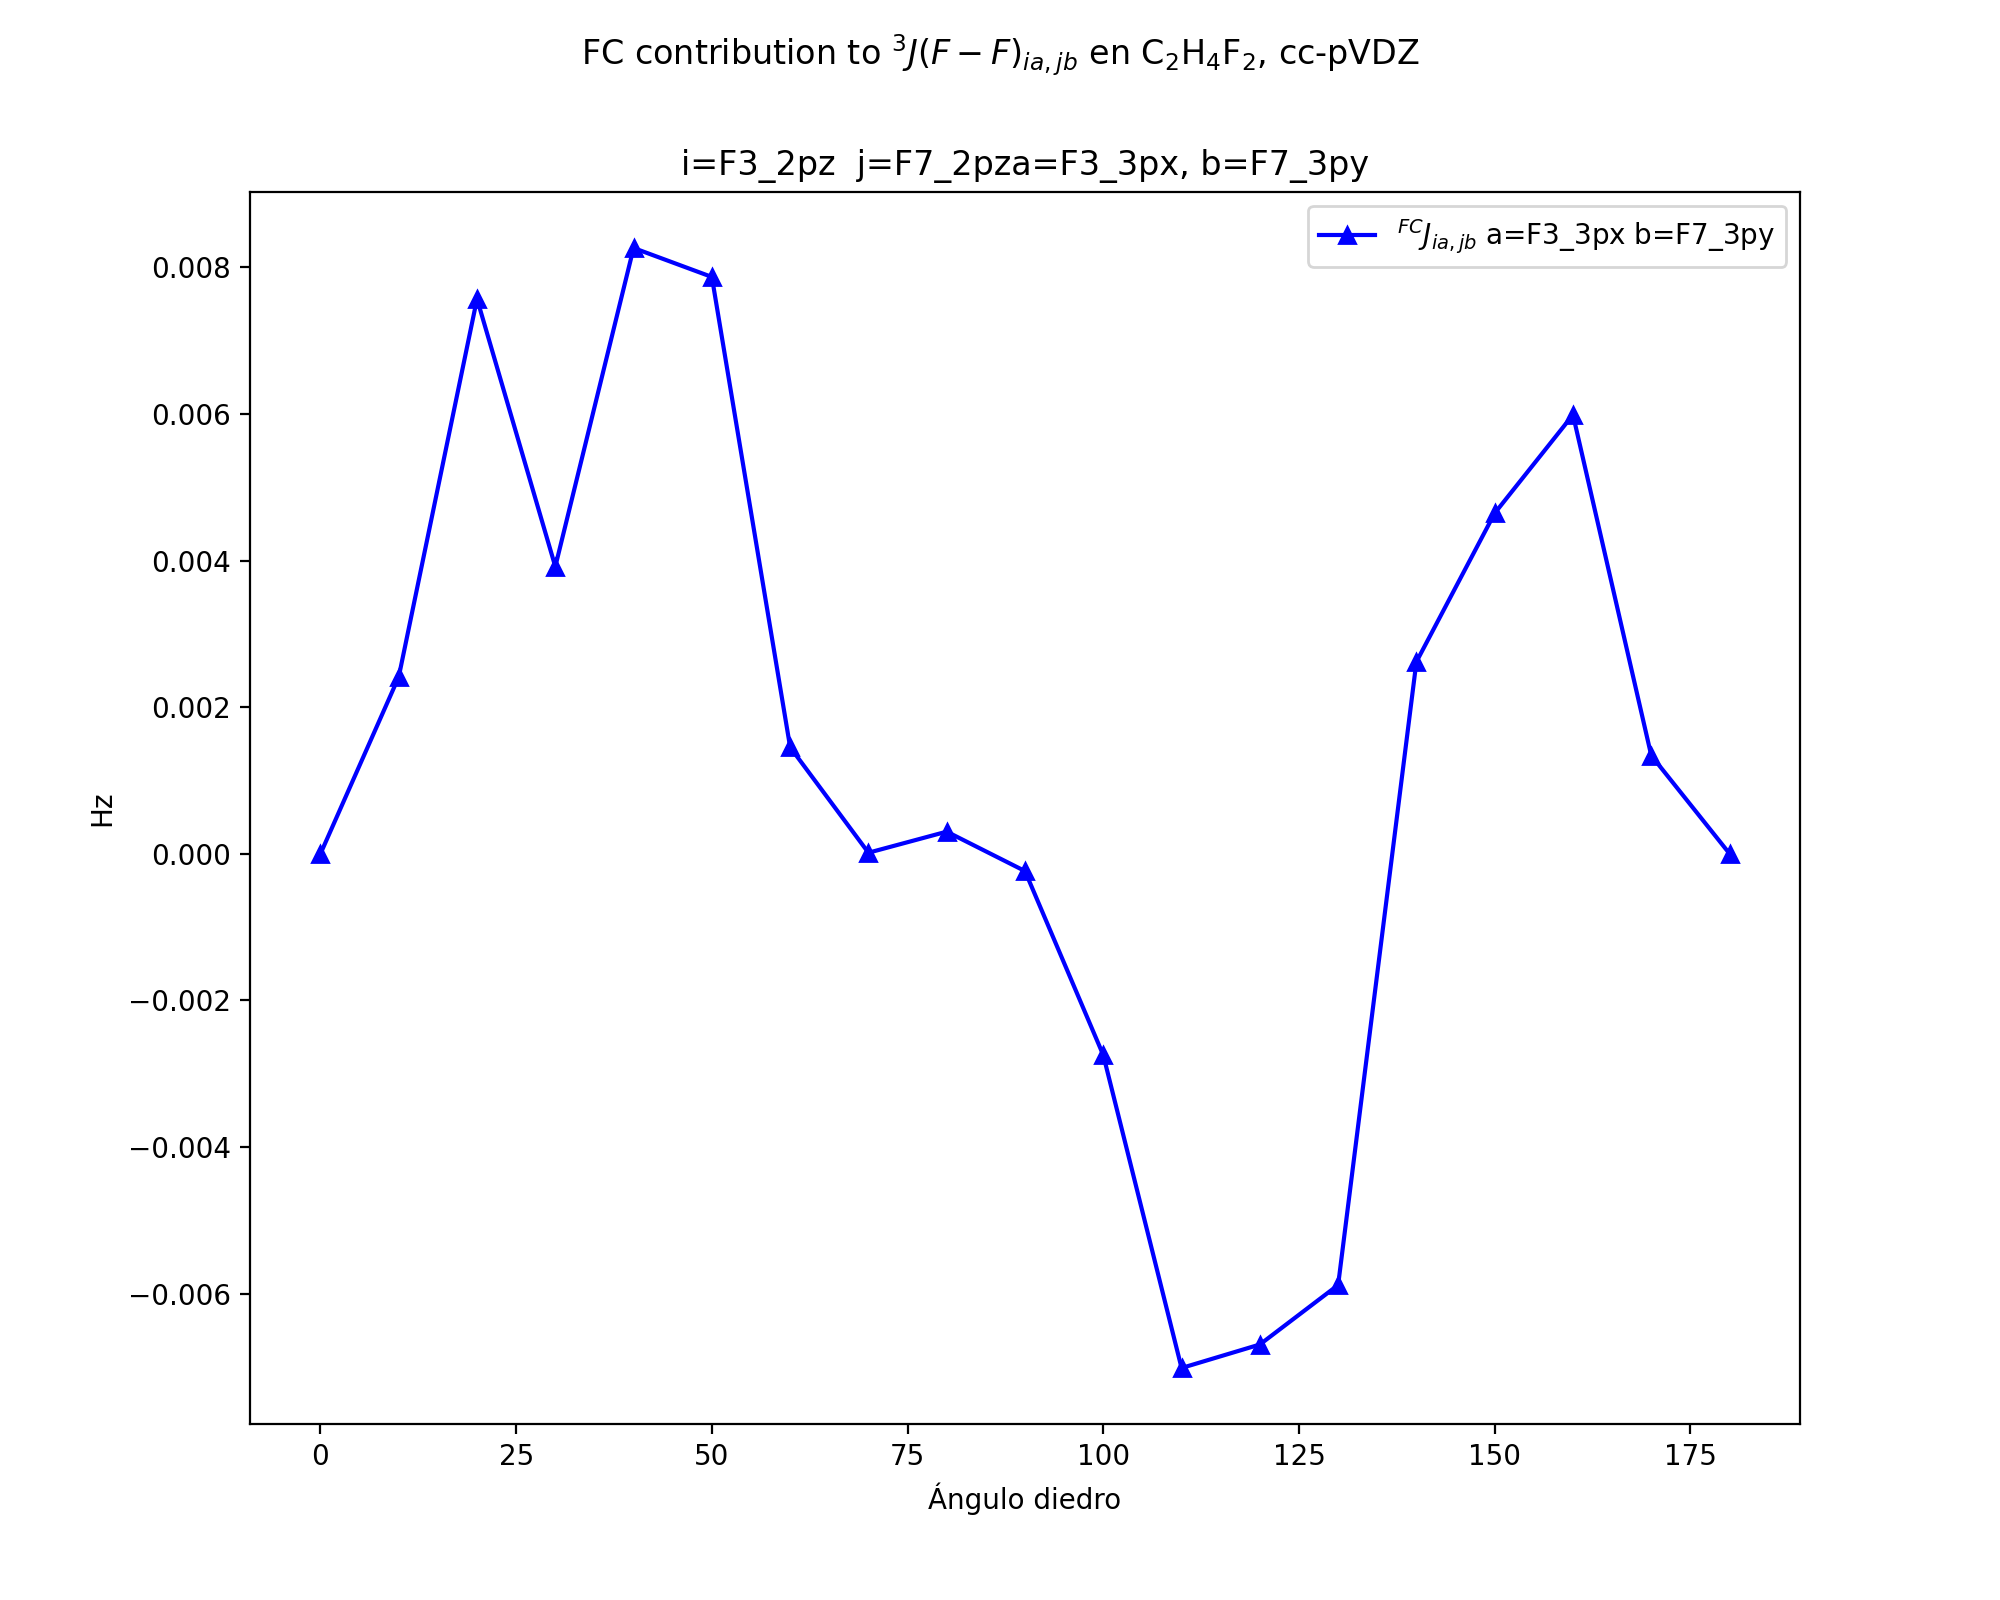 FC contribution to ³J(F − F)ᵢₐ,ⱼb en C₂H₄F₂, cc-pVDZ
i=F3_2pz  j=F7_2pza=F3_3px, b=F7_3py
ᶠᶜJᵢₐ,ⱼb a=F3_3px b=F7_3py
0.008
0.006
0.004
0.002
0.000
−0.002
−0.004
−0.006
Hz
0 25 50 75 100 125 150 175
Ángulo diedro